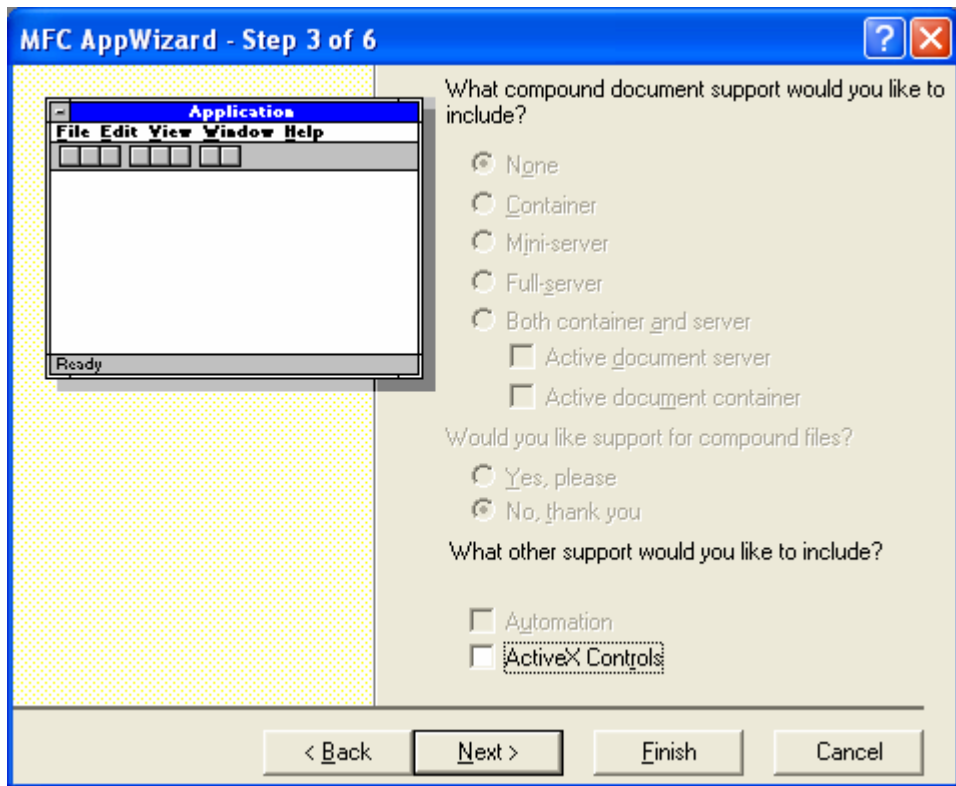 MFC AppWizard - Step 3 of 6
Application
File Edit View Window Help
Ready
What compound document support would you like to
include?
None
Container
Mini-server
Full-server
Both container and server
Active document server
Active document container
Would you like support for compound files?
Yes, please
No, thank you
What other support would you like to include?
Automation
ActiveX Controls
< Back
Next >
Finish
Cancel